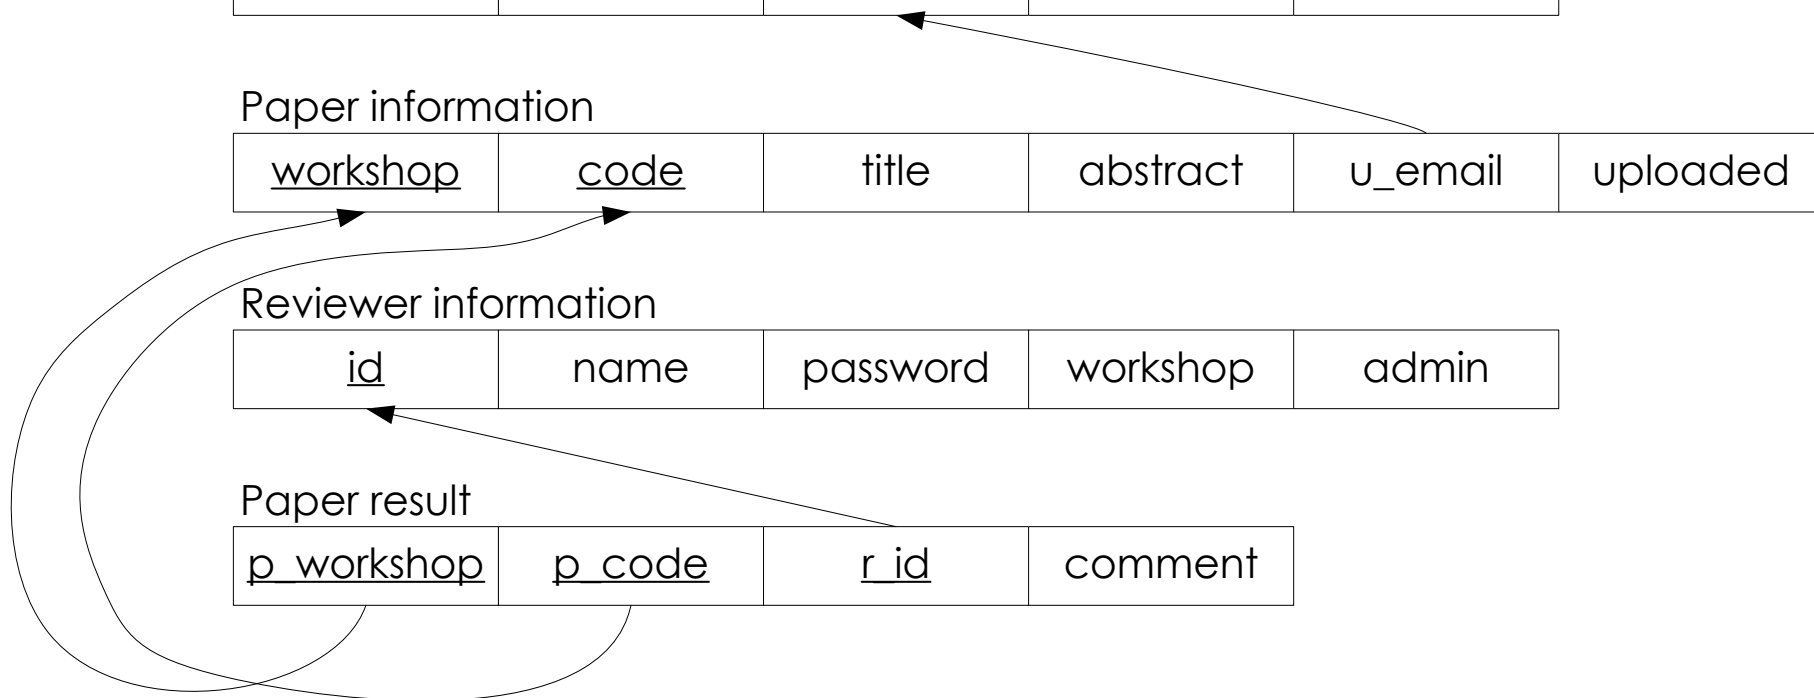 Paper information
workshop code title abstract u_email uploaded
Reviewer information
id name password workshop admin
Paper result
p_workshop p_code r_id comment